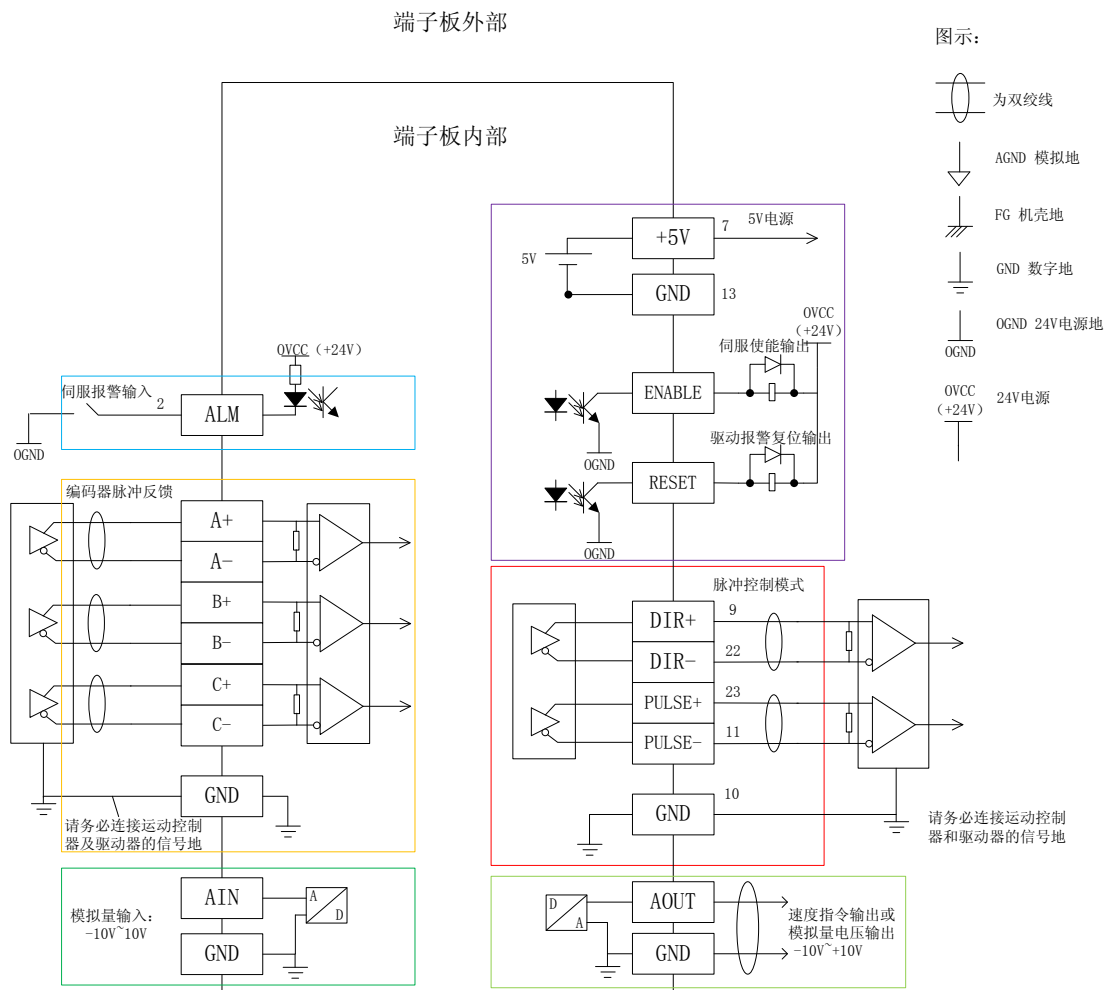 端子板外部
端子板内部
图示:
为双绞线
AGND 模拟地
FG 机壳地
GND 数字地
OGND 24V电源地
OGND
OVCC
(+24V)
24V电源
OVCC (+24V)
伺服报警输入
2
ALM
OGND
编码器脉冲反馈
A+
A-
B+
B-
C+
C-
GND
请务必连接运动控制
器及驱动器的信号地
模拟量输入:
-10V~10V
AIN
A
D
GND
+5V
7
5V电源
5V
GND
13
OVCC
(+24V)
伺服使能输出
ENABLE
OGND
驱动报警复位输出
RESET
OGND
脉冲控制模式
DIR+
9
DIR-
22
PULSE+
23
PULSE-
11
GND
10
请务必连接运动控制
器和驱动器的信号地
D
A
AOUT
GND
速度指令输出或
模拟量电压输出
-10V~+10V